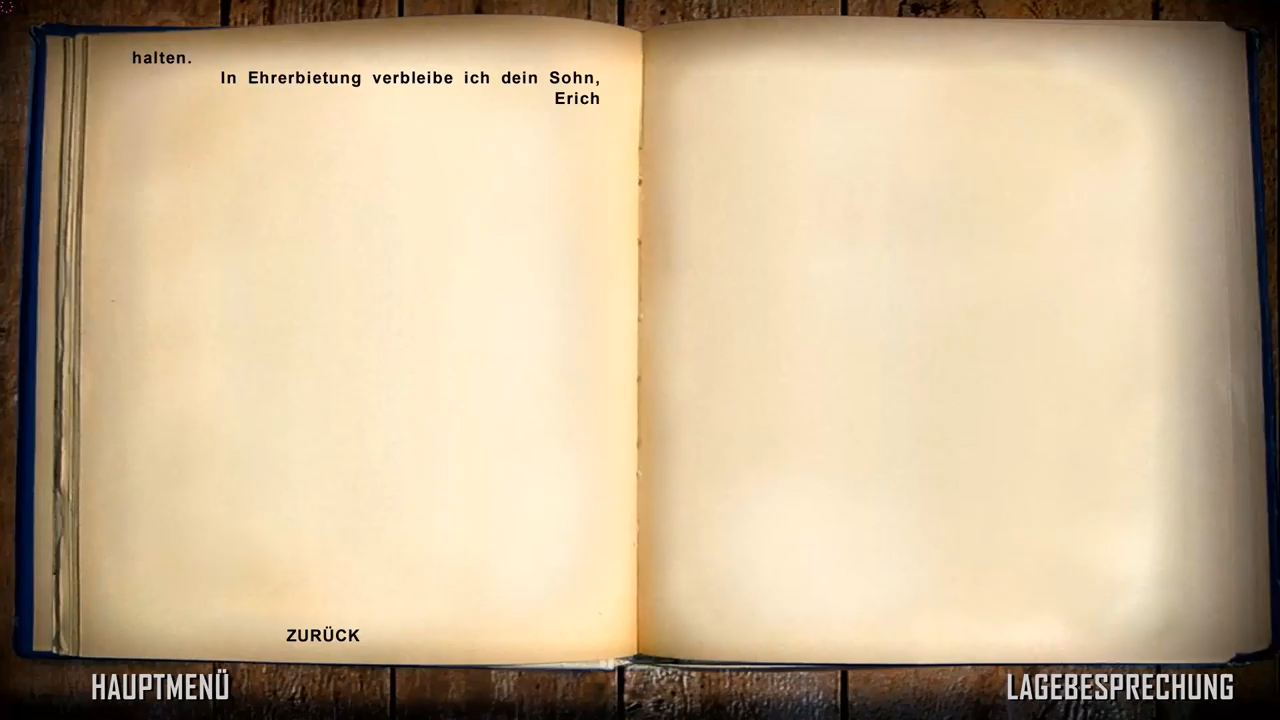 halten.
In Ehrerbietung verbleibe ich dein Sohn,
Erich
ZURÜCK
HAUPTMENÜ
LAGEBESPRECHUNG